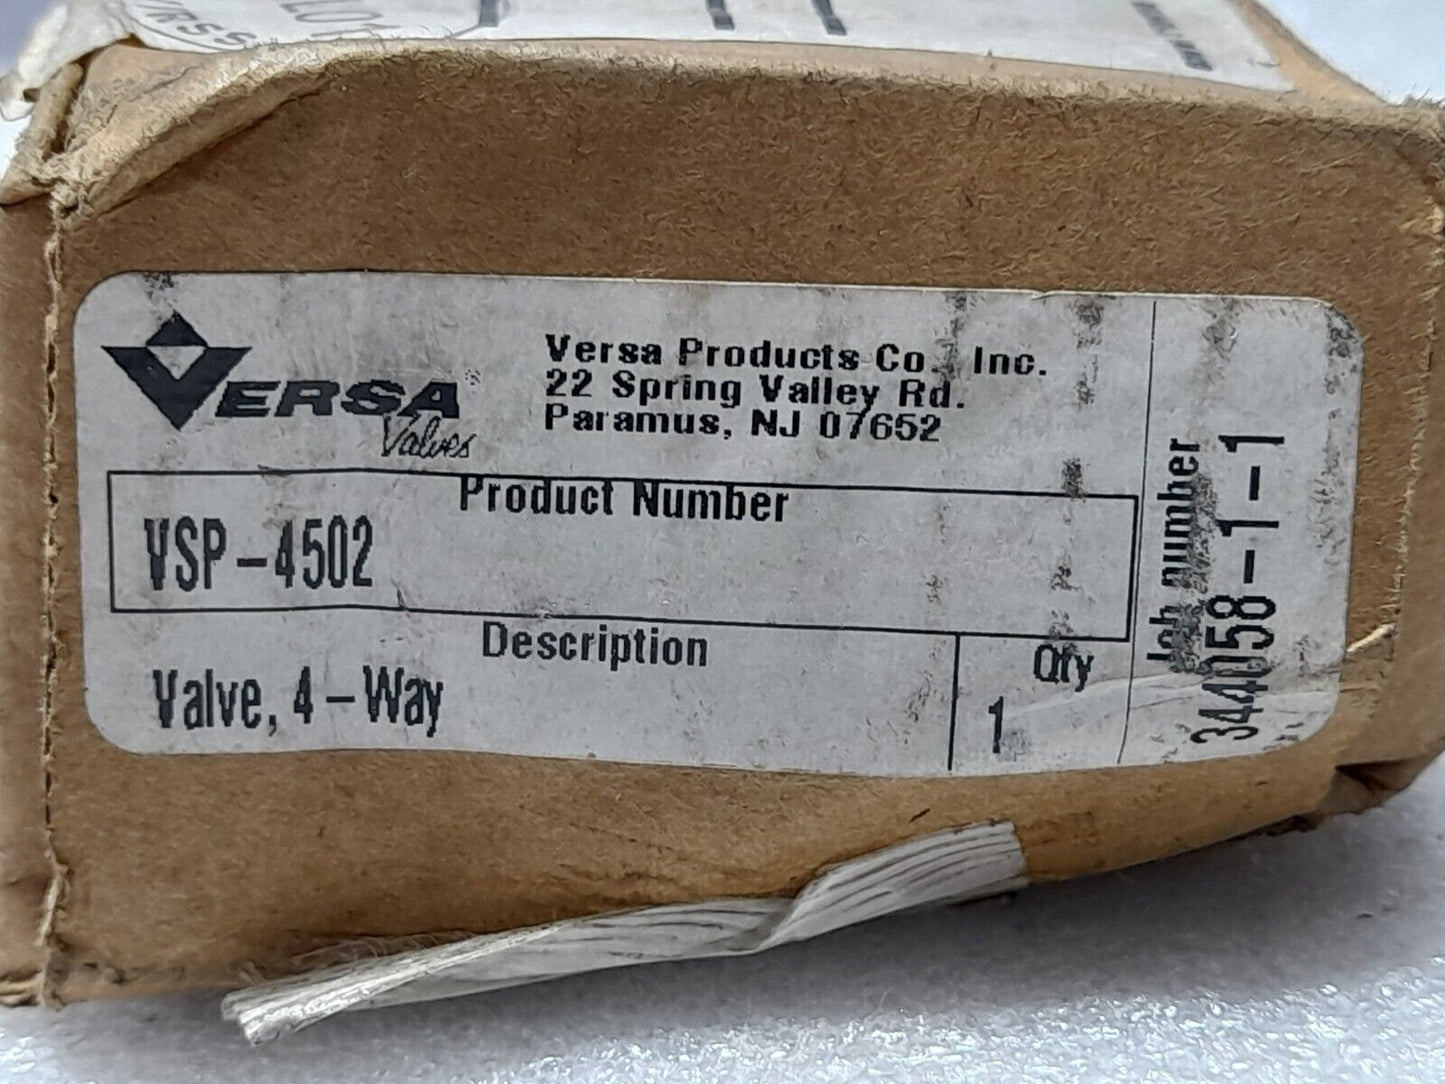 VERSA
Valves
Versa Products Co., Inc.
22 Spring Valley Rd.
Paramus, NJ 07652
Product Number
VSP-4502
Description
Valve, 4-Way
Qty
1
Job number
344058-1-1